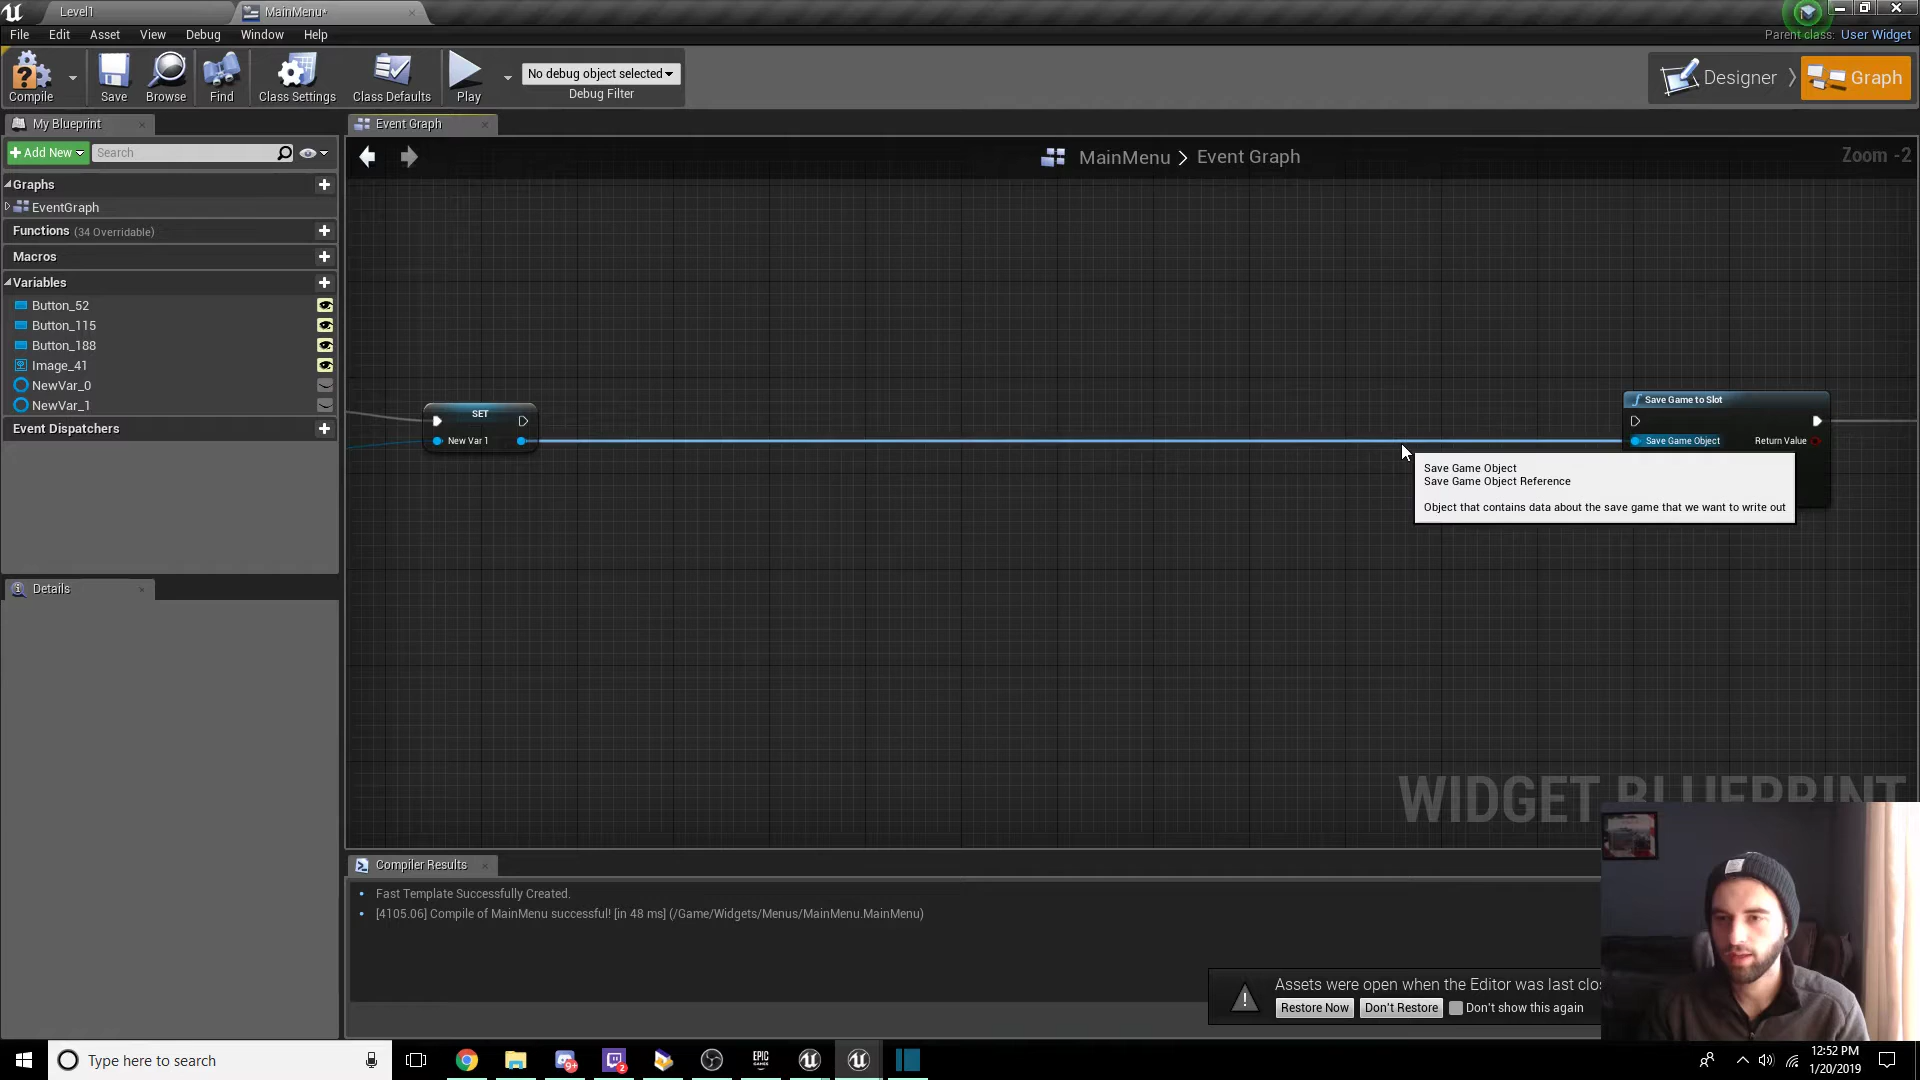 Level1
MainMenu*
File
Edit
Asset
View
Debug
Window
Help
Parent class: User Widget
Compile
Save
Browse
Find
Class Settings
Class Defaults
Play
No debug object selected
Debug Filter
Designer
Graph
My Blueprint
Event Graph
Add New
Search
MainMenu > Event Graph
Zoom -2
Graphs
EventGraph
Functions (34 Overridable)
Macros
Variables
Button_52
Button_115
Button_188
Image_41
NewVar_0
NewVar_1
Event Dispatchers
Details
SET
New Var 1
Save Game to Slot
Save Game Object
Return Value
Save Game Object
Save Game Object Reference
Object that contains data about the save game that we want to write out
WIDGET BLUEPRINT
Compiler Results
Fast Template Successfully Created.
[4105.06] Compile of MainMenu successful! [in 48 ms] (/Game/Widgets/Menus/MainMenu.MainMenu)
Assets were open when the Editor was last clos
Restore Now
Don't Restore
Don't show this again
Type here to search
9+
2
EPIC
GAMES
12:52 PM
1/20/2019